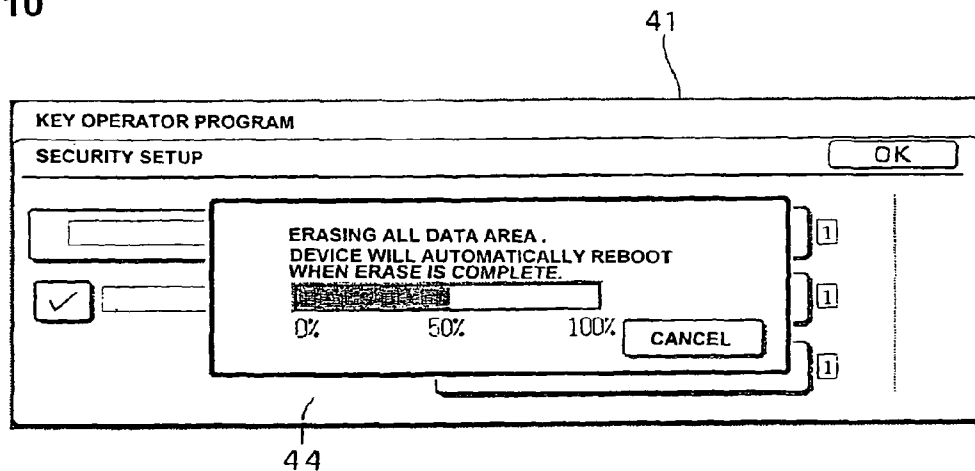 10
41
KEY OPERATOR PROGRAM
SECURITY SETUP
OK
ERASING ALL DATA AREA.
DEVICE WILL AUTOMATICALLY REBOOT
WHEN ERASE IS COMPLETE.
0% 50% 100%
CANCEL
1
1
1
44